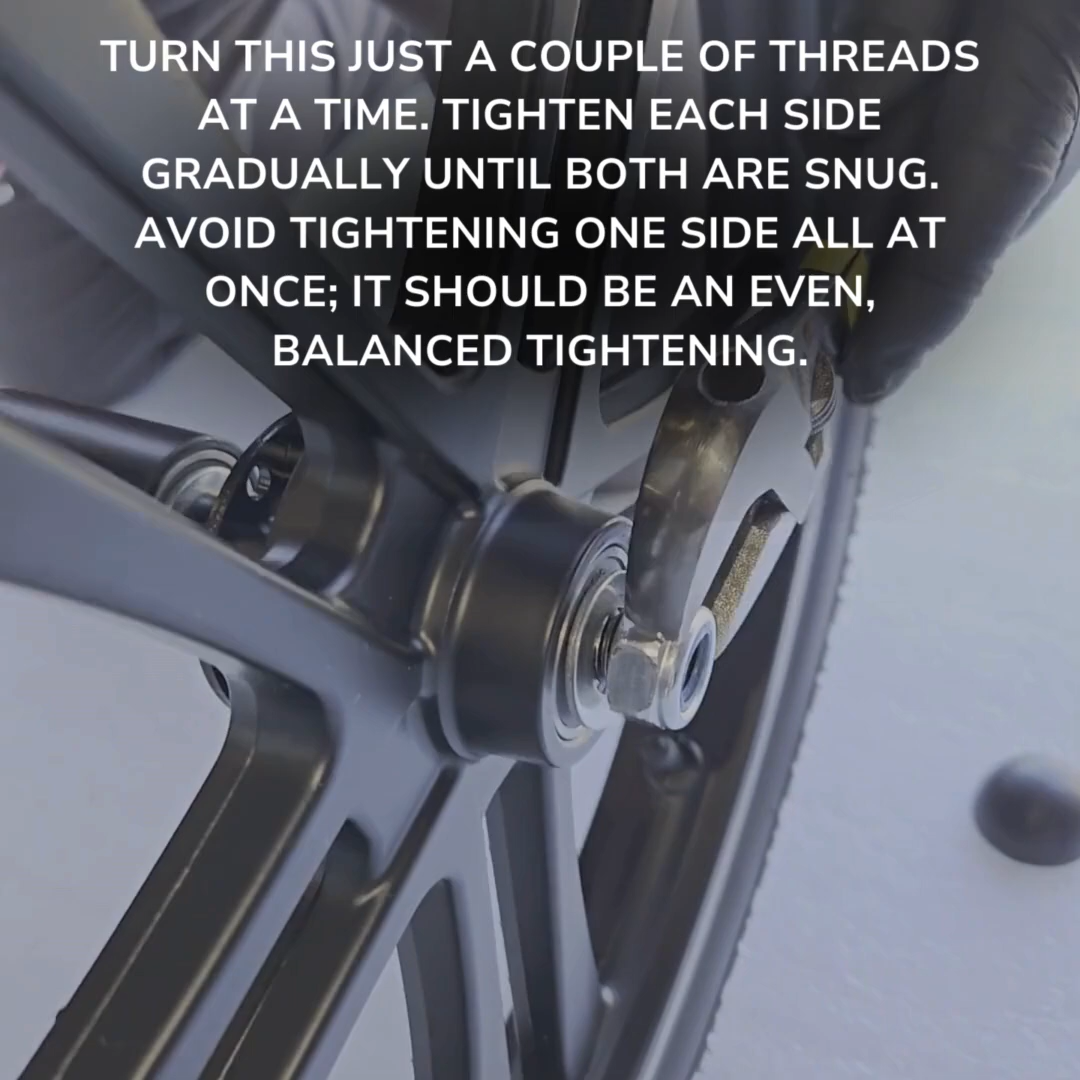 TURN THIS JUST A COUPLE OF THREADS
AT A TIME. TIGHTEN EACH SIDE
GRADUALLY UNTIL BOTH ARE SNUG.
AVOID TIGHTENING ONE SIDE ALL AT
ONCE; IT SHOULD BE AN EVEN,
BALANCED TIGHTENING.